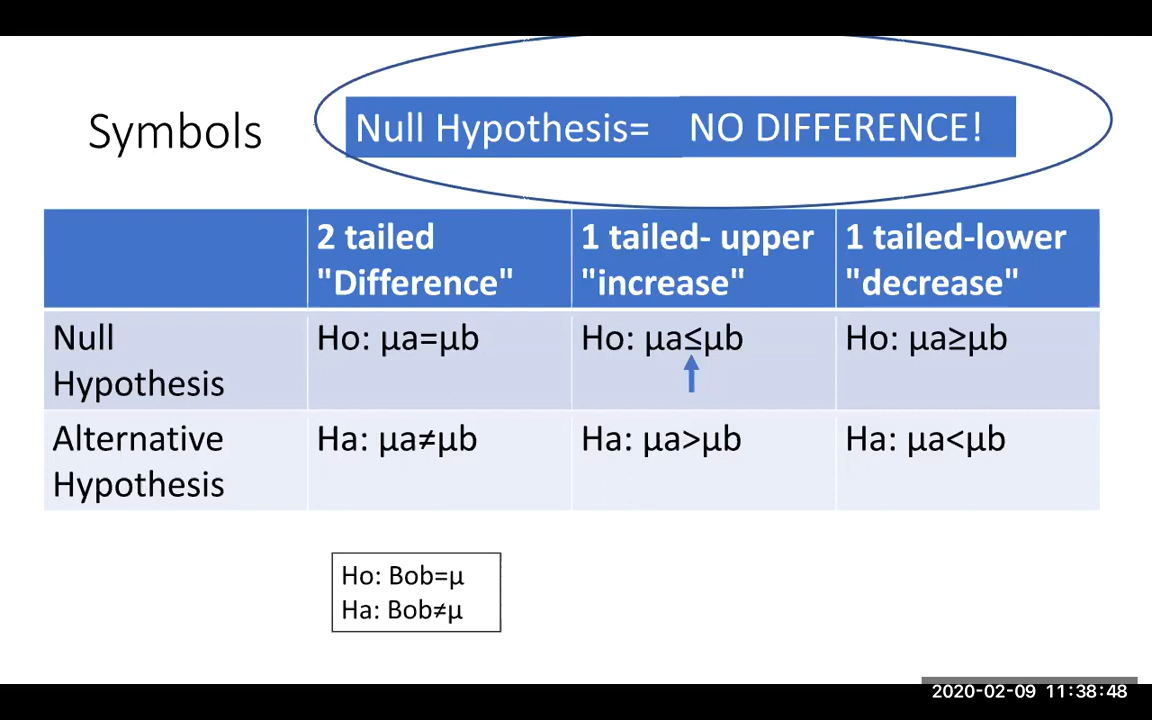 Symbols
Null Hypothesis= NO DIFFERENCE!
2 tailed
"Difference"
1 tailed- upper
"increase"
1 tailed-lower
"decrease"
Null
Hypothesis
Ho: µa=µb
Ho: µa≤µb
Ho: µa≥µb
Alternative
Hypothesis
Ha: µa≠µb
Ha: µa>µb
Ha: µa<µb
Ho: Bob=µ
Ha: Bob≠µ
2020-02-09 11:38:48